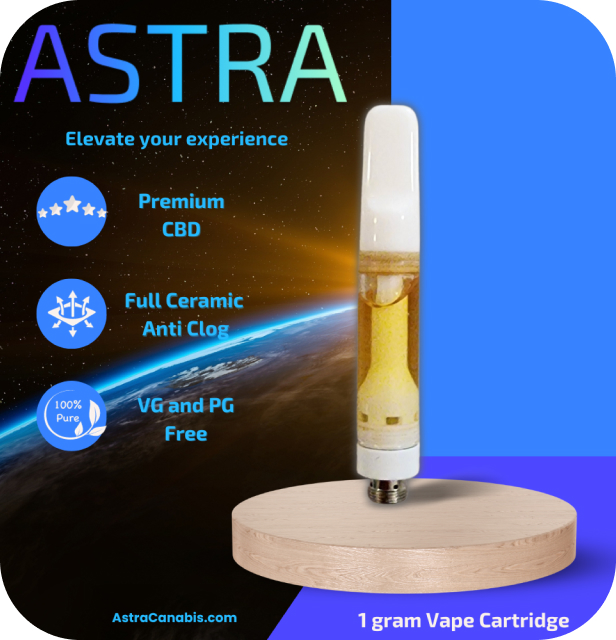 ASTRA
Elevate your experience
Premium
CBD
Full Ceramic
Anti Clog
100%
Pure
VG and PG
Free
AstraCanabis.com
1 gram Vape Cartridge